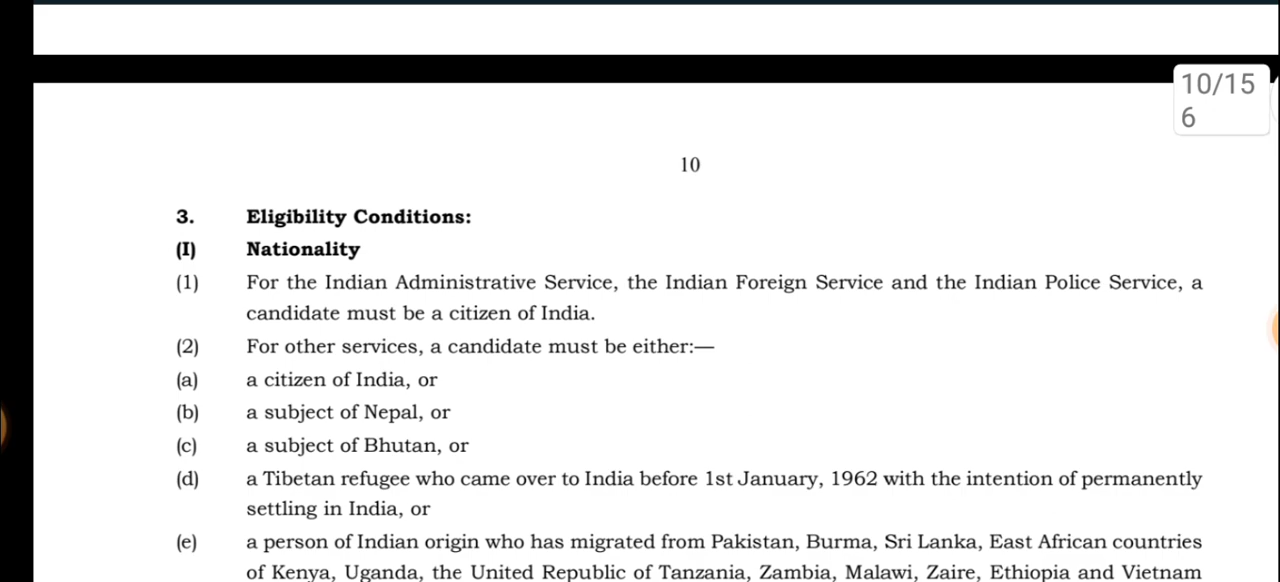 10/15
6
10
3. Eligibility Conditions:
(I) Nationality
(1) For the Indian Administrative Service, the Indian Foreign Service and the Indian Police Service, a
candidate must be a citizen of India.
(2) For other services, a candidate must be either:—
(a) a citizen of India, or
(b) a subject of Nepal, or
(c) a subject of Bhutan, or
(d) a Tibetan refugee who came over to India before 1st January, 1962 with the intention of permanently
settling in India, or
(e) a person of Indian origin who has migrated from Pakistan, Burma, Sri Lanka, East African countries
of Kenya, Uganda, the United Republic of Tanzania, Zambia, Malawi, Zaire, Ethiopia and Vietnam